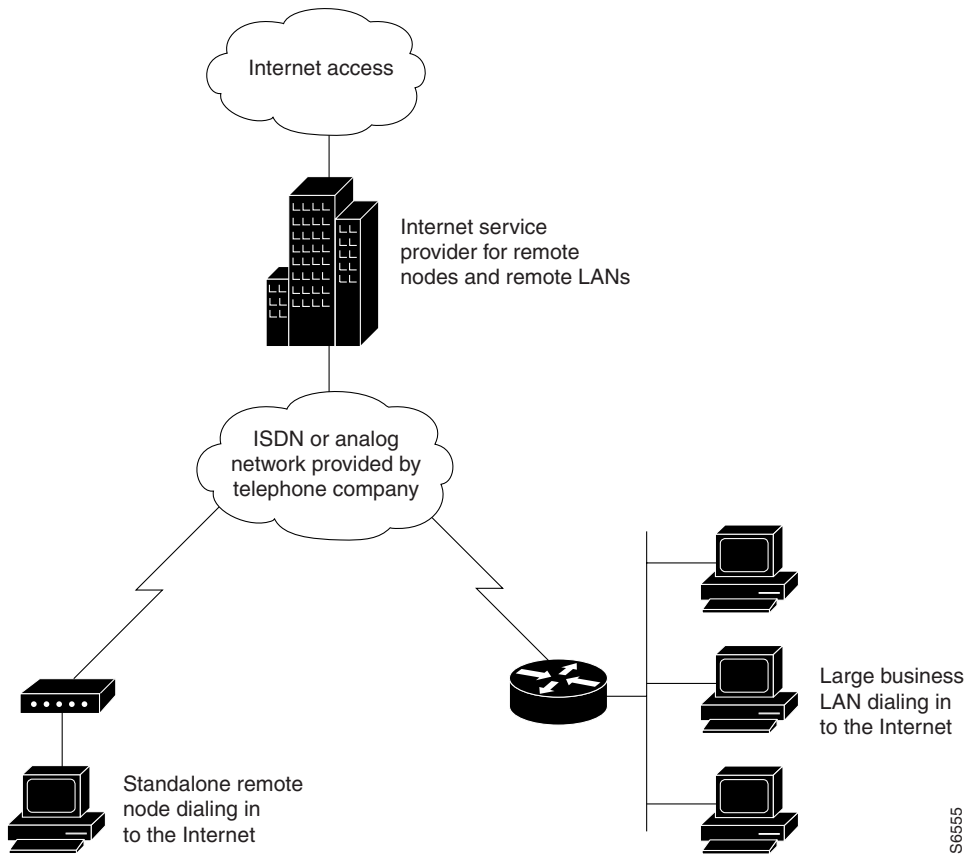 Internet access
Internet service
provider for remote
nodes and remote LANs
ISDN or analog
network provided by
telephone company
Large business
LAN dialing in
to the Internet
Standalone remote
node dialing in
to the Internet
S6555